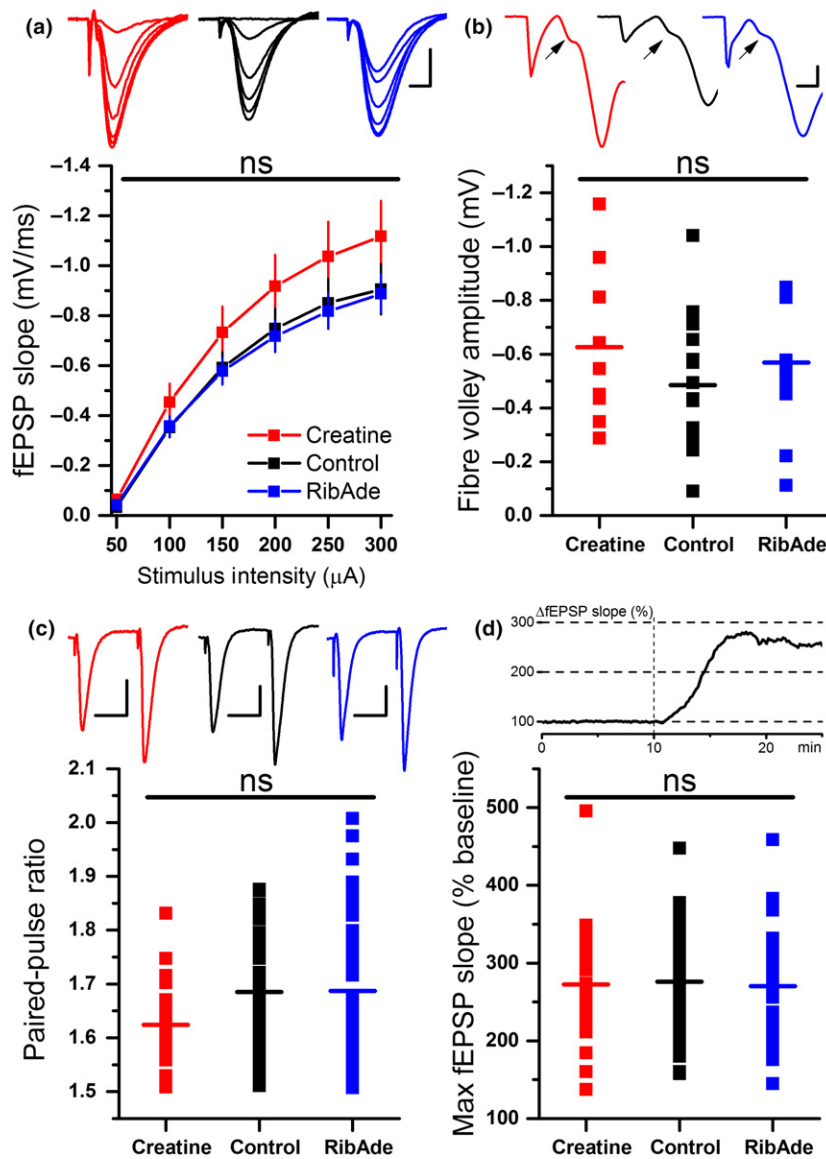 (a)
ns
fEPSP slope (mV/ms)
–1.4
–1.2
–1.0
–0.8
–0.6
–0.4
–0.2
0.0
Creatine
Control
RibAde
50 100 150 200 250 300
Stimulus intensity (μA)
(b)
ns
Fibre volley amplitude (mV)
–1.2
–1.0
–0.8
–0.6
–0.4
–0.2
0.0
Creatine Control RibAde
(c)
ns
Paired-pulse ratio
2.1
2.0
1.9
1.8
1.7
1.6
1.5
Creatine Control RibAde
(d)
ΔfEPSP slope (%)
300
200
100
0 10 20 min
ns
Max fEPSP slope (% baseline)
500
400
300
200
100
Creatine Control RibAde